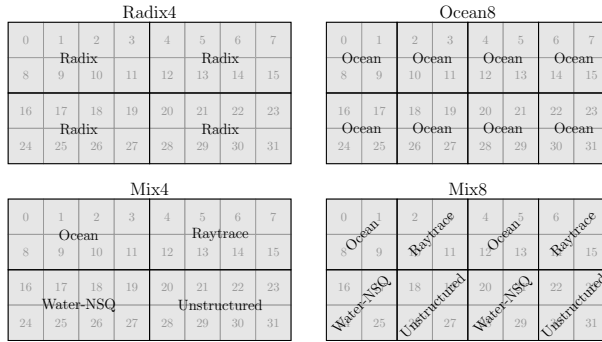 Radix4
0 1 2 3 4 5 6 7
Radix Radix
8 9 10 11 12 13 14 15
16 17 18 19 20 21 22 23
Radix Radix
24 25 26 27 28 29 30 31
Ocean8
0 1 2 3 4 5 6 7
Ocean Ocean Ocean Ocean
8 9 10 11 12 13 14 15
16 17 18 19 20 21 22 23
Ocean Ocean Ocean Ocean
24 25 26 27 28 29 30 31
Mix4
0 1 2 3 4 5 6 7
Ocean Raytrace
8 9 10 11 12 13 14 15
16 17 18 19 20 21 22 23
Water-NSQ Unstructured
24 25 26 27 28 29 30 31
Mix8
0 1 2 3 4 5 6 7
Ocean Raytrace Ocean Raytrace
8 9 11 12 13 15
16 18 20 22
Water-NSQ Unstructured Water-NSQ Unstructured
25 27 29 31